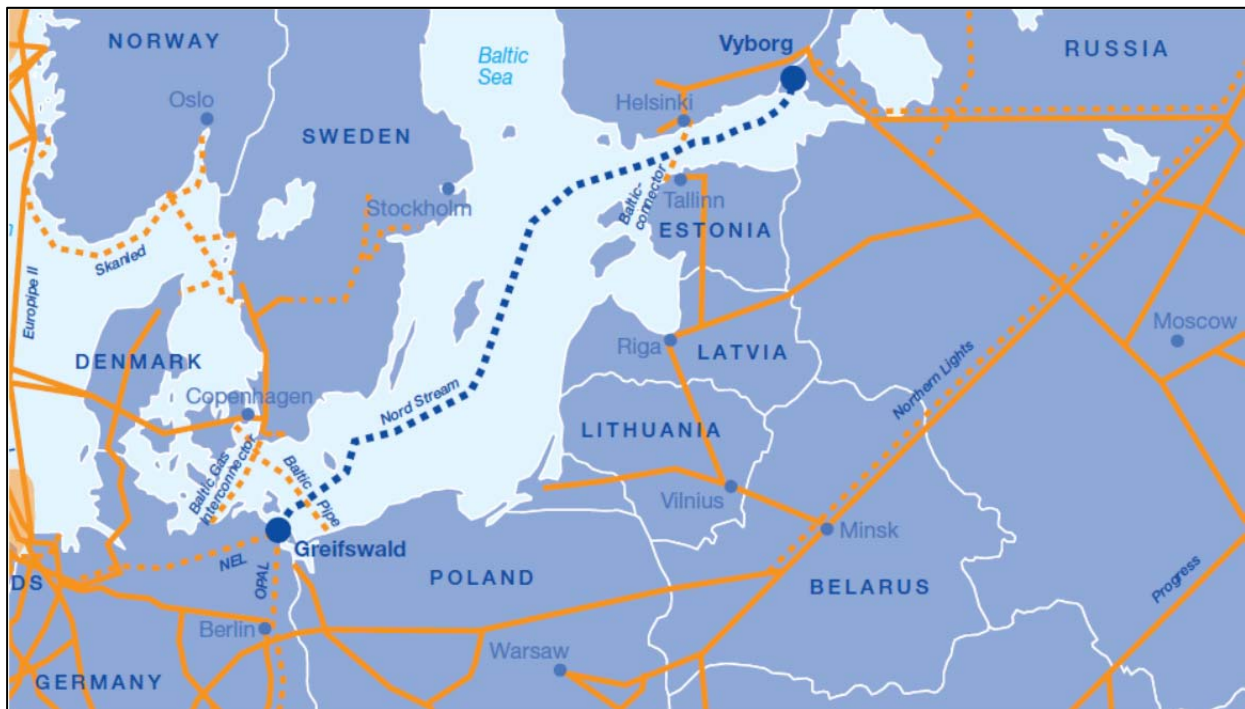 NORWAY
Oslo
SWEDEN
Stockholm
Baltic
Sea
Vyborg
RUSSIA
Helsinki
Baltic-
connector
Tallinn
ESTONIA
Skanled
Europipe II
DENMARK
Copenhagen
Nord Stream
Riga
LATVIA
Moscow
Northern Lights
LITHUANIA
Vilnius
Minsk
Baltic Gas
Interconnector
Baltic Pipe
Greifswald
NEL
OPAL
DS
POLAND
BELARUS
Progress
Berlin
Warsaw
GERMANY